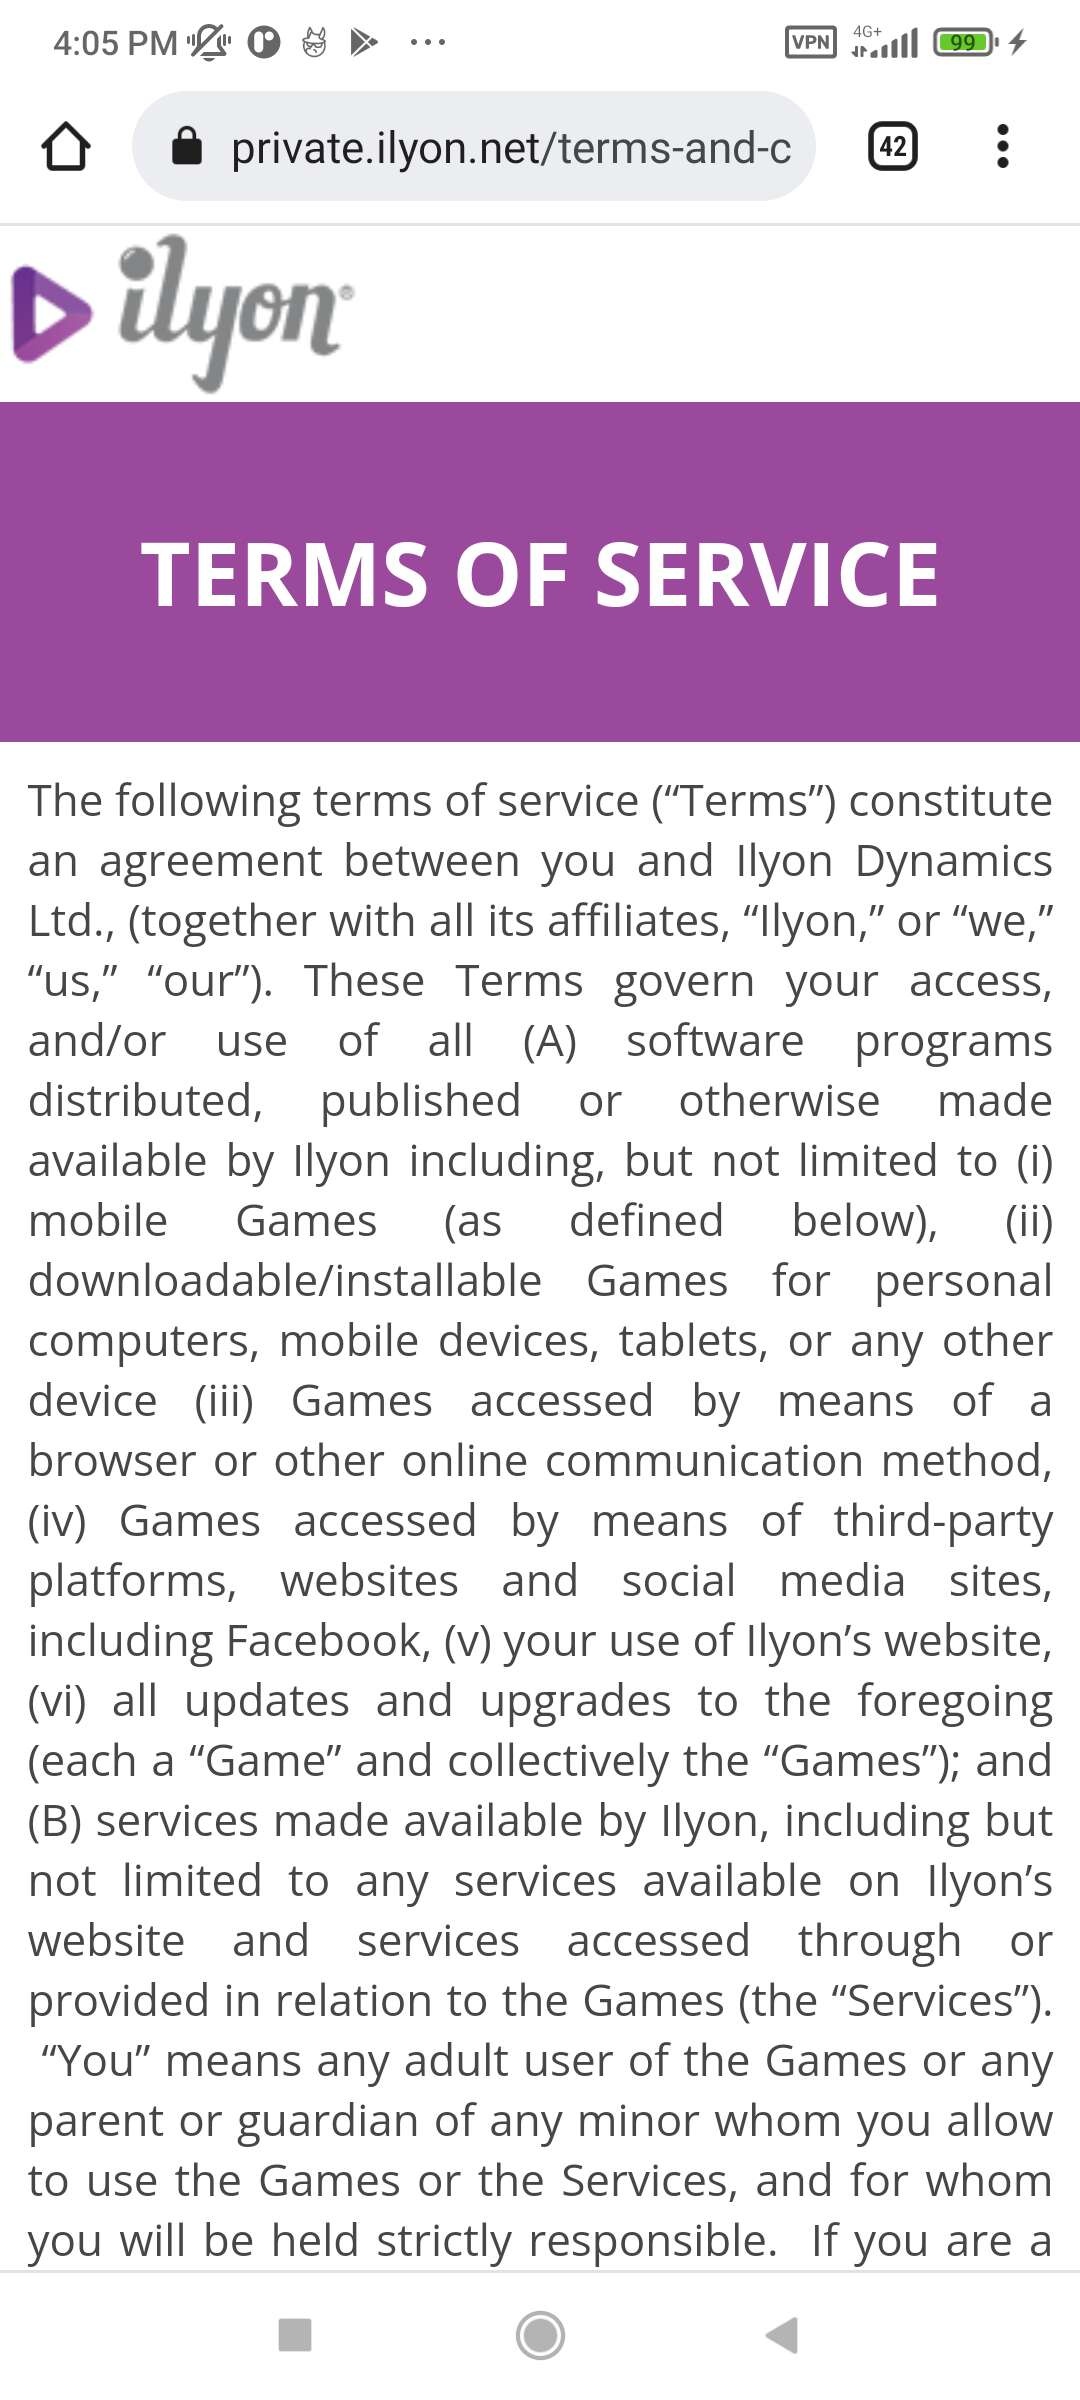 4:05 PM
VPN
4G+
99
private.ilyon.net/terms-and-c
42
ilyon®
TERMS OF SERVICE
The following terms of service (“Terms”) constitute
an agreement between you and Ilyon Dynamics
Ltd., (together with all its affiliates, “Ilyon,” or “we,”
“us,” “our”). These Terms govern your access,
and/or use of all (A) software programs
distributed, published or otherwise made
available by Ilyon including, but not limited to (i)
mobile Games (as defined below), (ii)
downloadable/installable Games for personal
computers, mobile devices, tablets, or any other
device (iii) Games accessed by means of a
browser or other online communication method,
(iv) Games accessed by means of third-party
platforms, websites and social media sites,
including Facebook, (v) your use of Ilyon’s website,
(vi) all updates and upgrades to the foregoing
(each a “Game” and collectively the “Games”); and
(B) services made available by Ilyon, including but
not limited to any services available on Ilyon’s
website and services accessed through or
provided in relation to the Games (the “Services”).
“You” means any adult user of the Games or any
parent or guardian of any minor whom you allow
to use the Games or the Services, and for whom
you will be held strictly responsible. If you are a